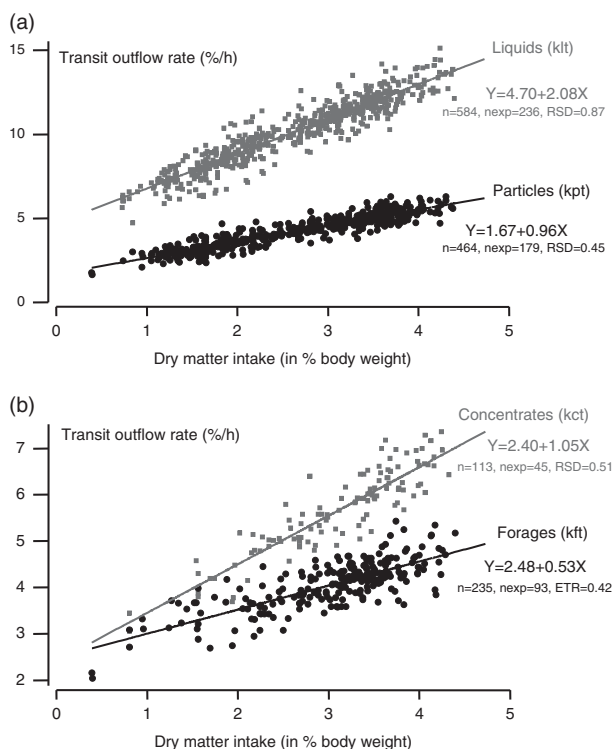 (a)
Transit outflow rate (%/h)
Liquids (klt)
Y=4.70+2.08X
n=584, nexp=236, RSD=0.87
Particles (kpt)
Y=1.67+0.96X
n=464, nexp=179, RSD=0.45
15
10
5
0
0 1 2 3 4 5
Dry matter intake (in % body weight)
(b)
Transit outflow rate (%/h)
Concentrates (kct)
Y=2.40+1.05X
n=113, nexp=45, RSD=0.51
Forages (kft)
Y=2.48+0.53X
n=235, nexp=93, ETR=0.42
7
6
5
4
3
2
0 1 2 3 4 5
Dry matter intake (in % body weight)